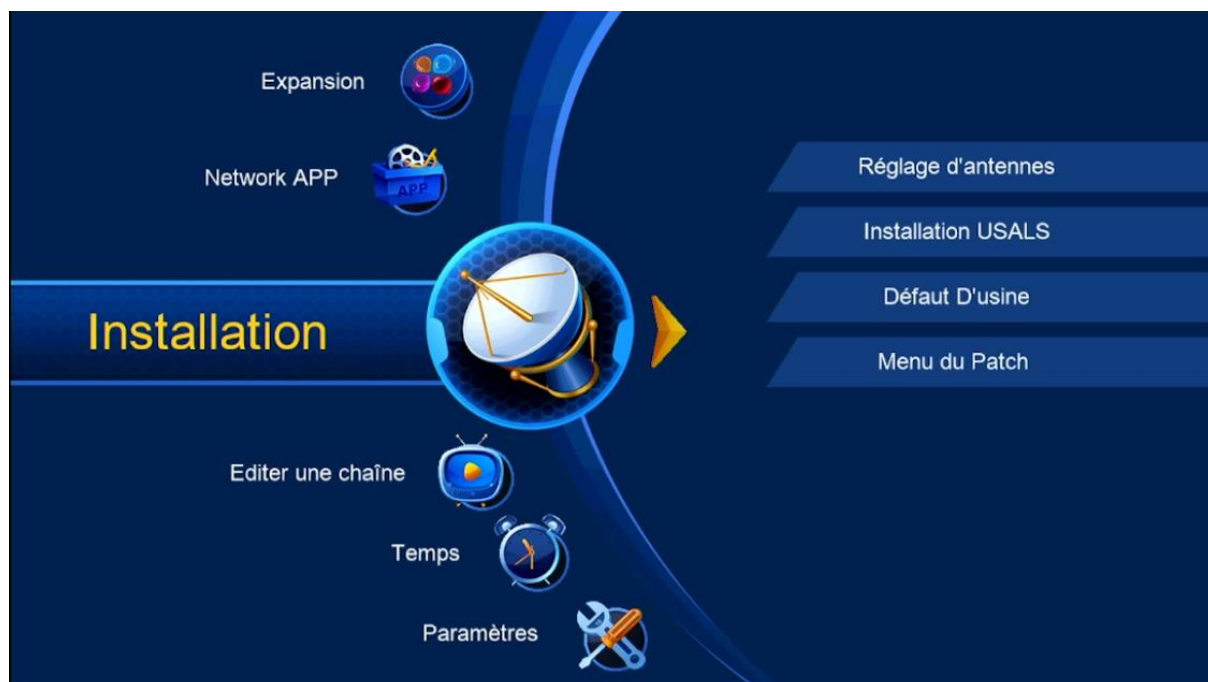 Expansion
Network APP
APP
Installation
Editer une chaîne
Temps
Paramètres
Réglage d'antennes
Installation USALS
Défaut D'usine
Menu du Patch